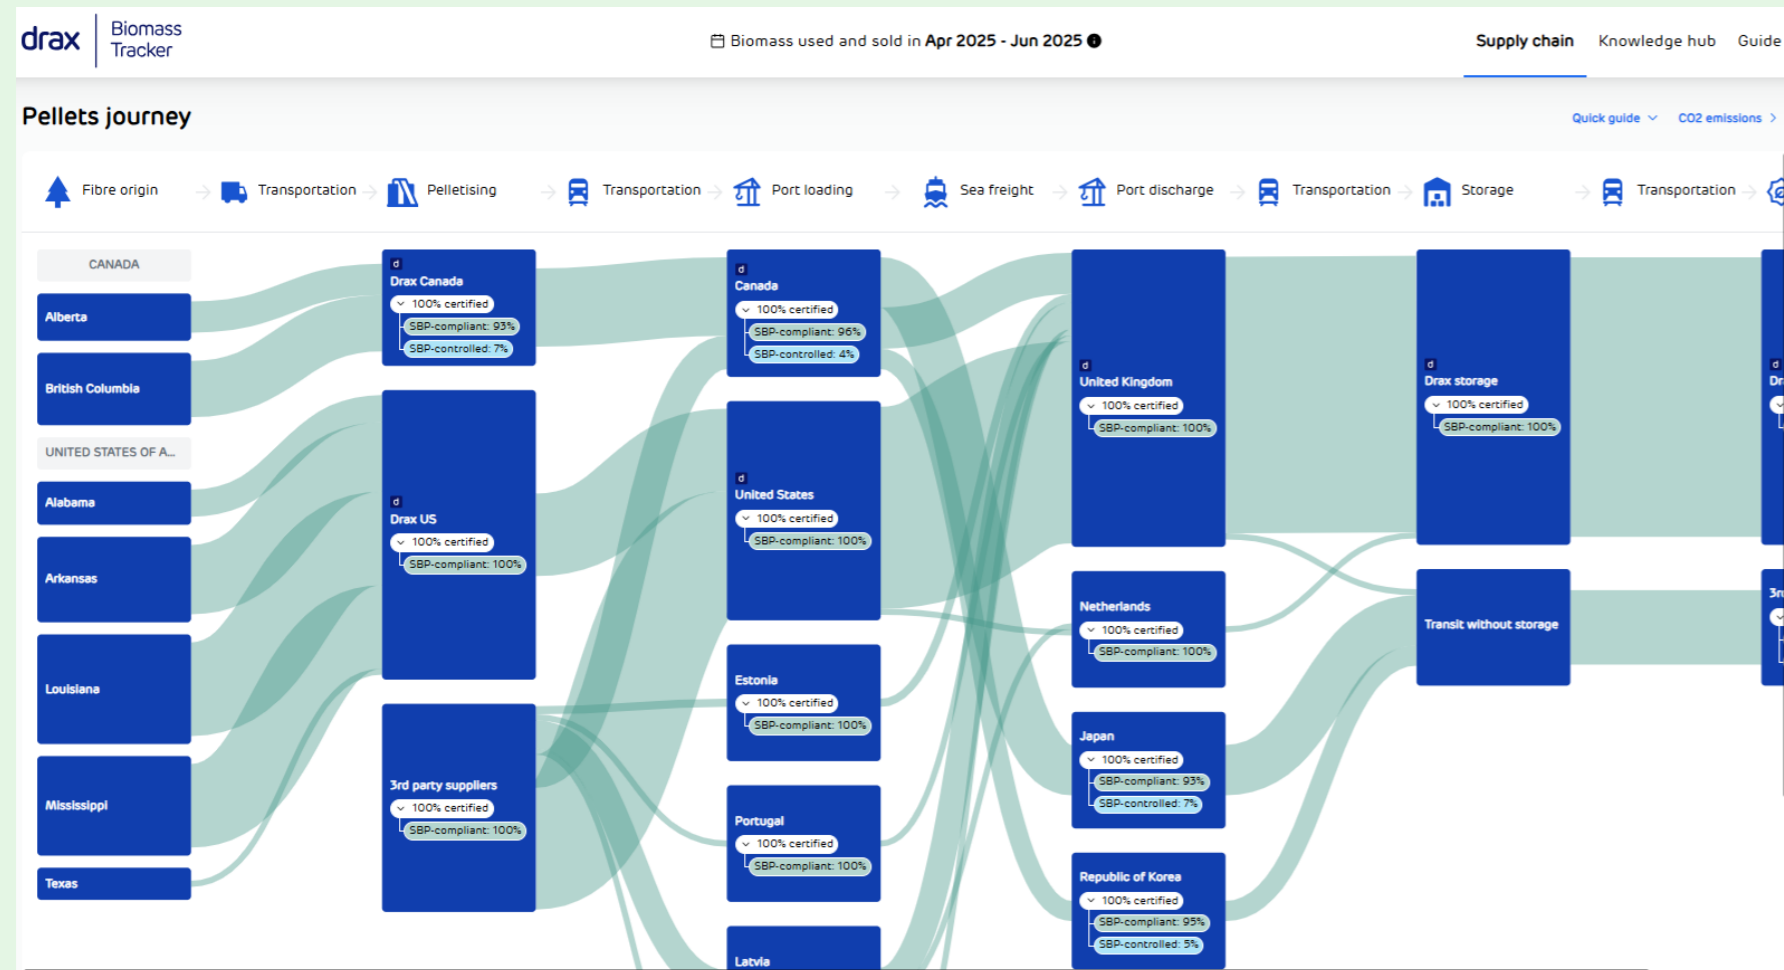 drax
Biomass
Tracker
Biomass used and sold in Apr 2025 - Jun 2025
Supply chain
Knowledge hub
Guide
Pellets journey
Quick guide
CO2 emissions
Fibre origin
Transportation
Pelletising
Transportation
Port loading
Sea freight
Port discharge
Transportation
Storage
Transportation
CANADA
Alberta
British Columbia
UNITED STATES OF A...
Alabama
Arkansas
Louisiana
Mississippi
Texas
d
Drax Canada
100% certified
SBP-compliant: 93%
SBP-controlled: 7%
d
Drax US
100% certified
SBP-compliant: 100%
3rd party suppliers
100% certified
SBP-compliant: 100%
d
Canada
100% certified
SBP-compliant: 96%
SBP-controlled: 4%
d
United States
100% certified
SBP-compliant: 100%
Estonia
100% certified
SBP-compliant: 100%
Portugal
100% certified
SBP-compliant: 100%
Latvia
d
United Kingdom
100% certified
SBP-compliant: 100%
Netherlands
100% certified
SBP-compliant: 100%
Japan
100% certified
SBP-compliant: 93%
SBP-controlled: 7%
Republic of Korea
100% certified
SBP-compliant: 95%
SBP-controlled: 5%
d
Drax storage
100% certified
SBP-compliant: 100%
Transit without storage
d